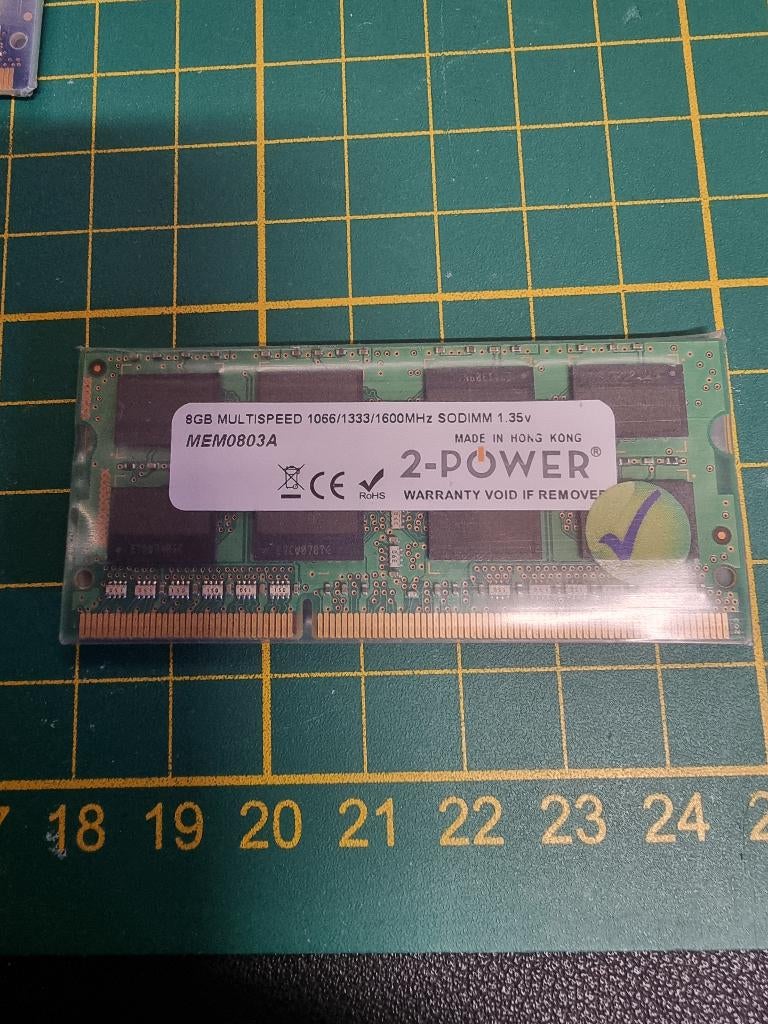 8GB MULTISPEED 1066/1333/1600MHz SODIMM 1.35v
MEM0803A
MADE IN HONG KONG
2-POWER®
CE
RoHS
WARRANTY VOID IF REMOVE
18 19 20 21 22 23 24